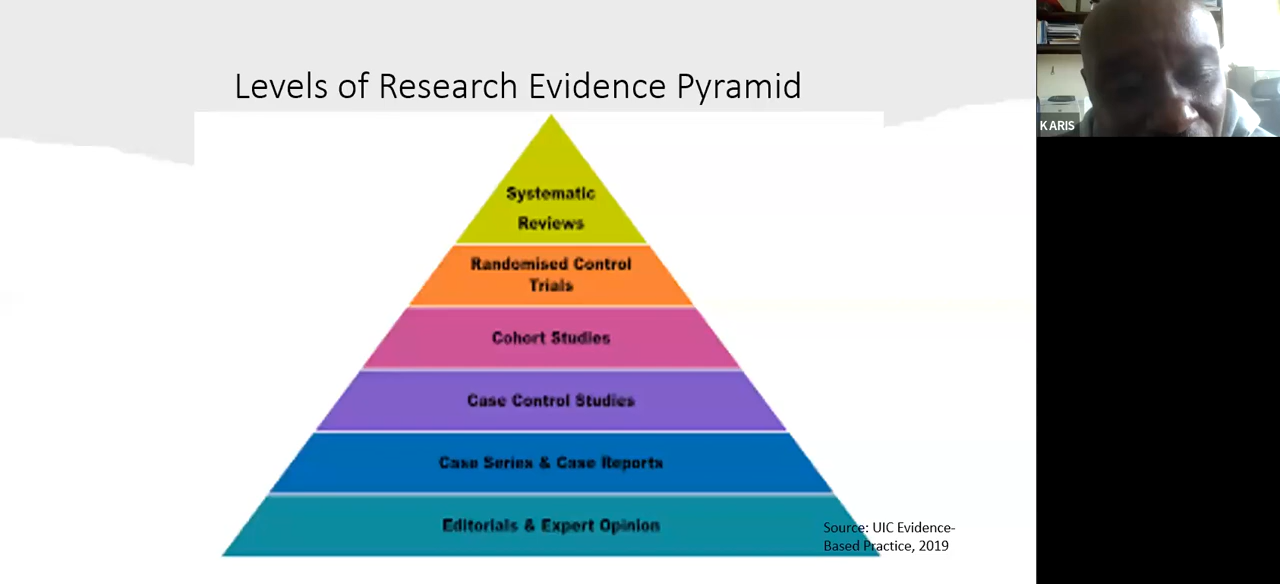 Levels of Research Evidence Pyramid
KARIS
Systematic
Reviews
Randomised Control
Trials
Cohort Studies
Case Control Studies
Case Series & Case Reports
Editorials & Expert Opinion
Source: UIC Evidence-
Based Practice, 2019